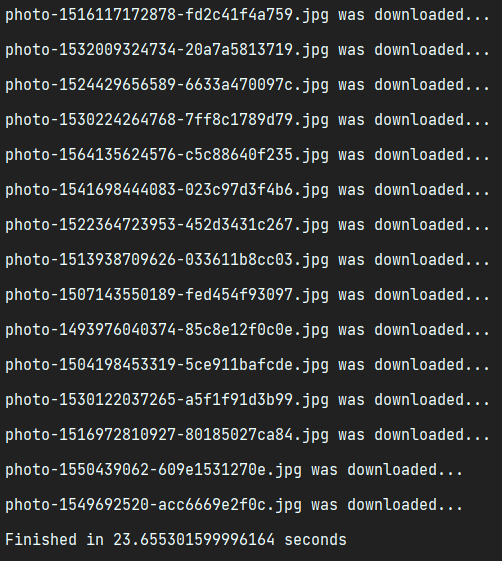 photo-1516117172878-fd2c41f4a759.jpg was downloaded...
photo-1532009324734-20a7a5813719.jpg was downloaded...
photo-1524429656589-6633a470097c.jpg was downloaded...
photo-1530224264768-7ff8c1789d79.jpg was downloaded...
photo-1564135624576-c5c88640f235.jpg was downloaded...
photo-1541698444083-023c97d3f4b6.jpg was downloaded...
photo-1522364723953-452d3431c267.jpg was downloaded...
photo-1513938709626-033611b8cc03.jpg was downloaded...
photo-1507143550189-fed454f93097.jpg was downloaded...
photo-1493976040374-85c8e12f0c0e.jpg was downloaded...
photo-1504198453319-5ce911bafcde.jpg was downloaded...
photo-1530122037265-a5f1f91d3b99.jpg was downloaded...
photo-1516972810927-80185027ca84.jpg was downloaded...
photo-1550439062-609e1531270e.jpg was downloaded...
photo-1549692520-acc6669e2f0c.jpg was downloaded...
Finished in 23.655301599996164 seconds